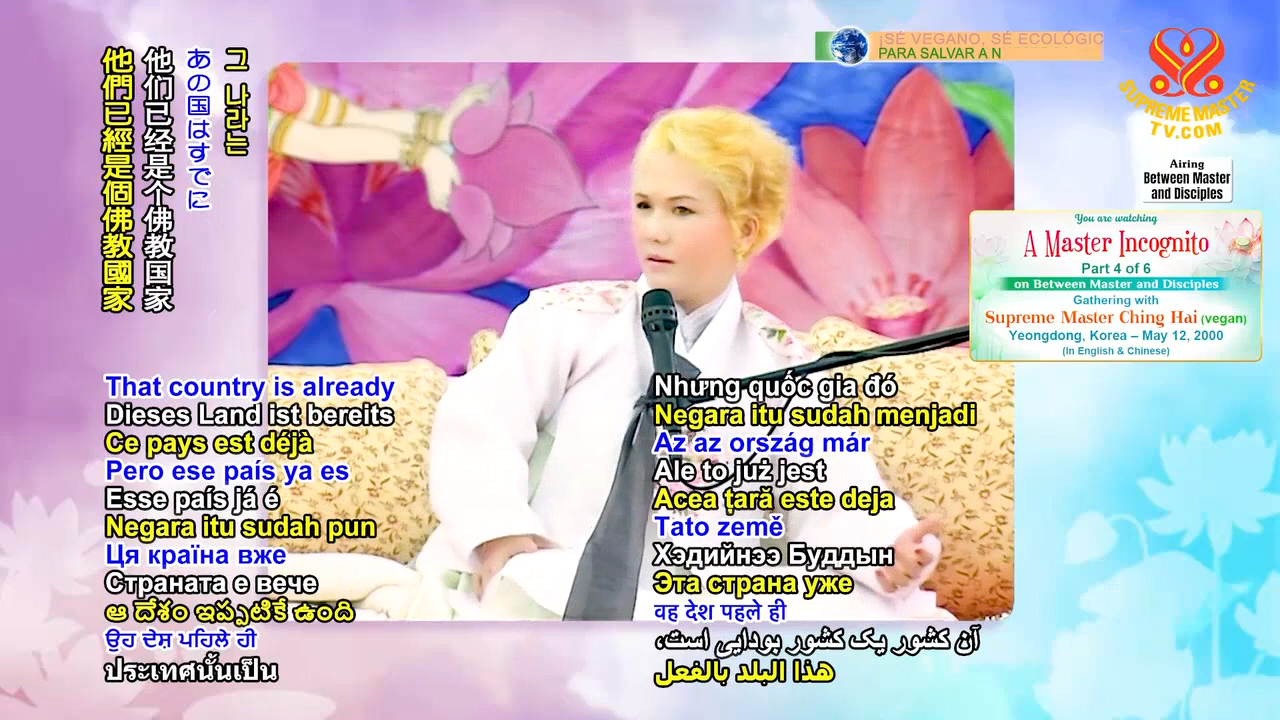 ¡SÉ VEGANO, SÉ ECOLÓGIC
PARA SALVAR A N
SUPREME MASTER
TV.COM
Airing
Between Master
and Disciples
You are watching
A Master Incognito
Part 4 of 6
on Between Master and Disciples
Gathering with
Supreme Master Ching Hai (vegan)
Yeongdong, Korea – May 12, 2000
(In English & Chinese)
그 나라는
あの国はすでに
他们已经是个佛教国家
他們已經是個佛教國家
That country is already
Dieses Land ist bereits
Ce pays est déjà
Pero ese país ya es
Esse país já é
Negara itu sudah pun
Ця країна вже
Страната е вече
ఆ దేశం ఇప్పటికే ఉంది
ਉਹ ਦੇਸ਼ ਪਹਿਲੇ ਹੀ
ประเทศนั้นเป็น
Nhưng quốc gia đó
Negara itu sudah menjadi
Az az ország már
Ale to już jest
Acea țară este deja
Tato země
Хэдийнээ Буддын
Эта страна уже
वह देश पहले ही
آن کشور یک کشور بودایی است،
هذا البلد بالفعل